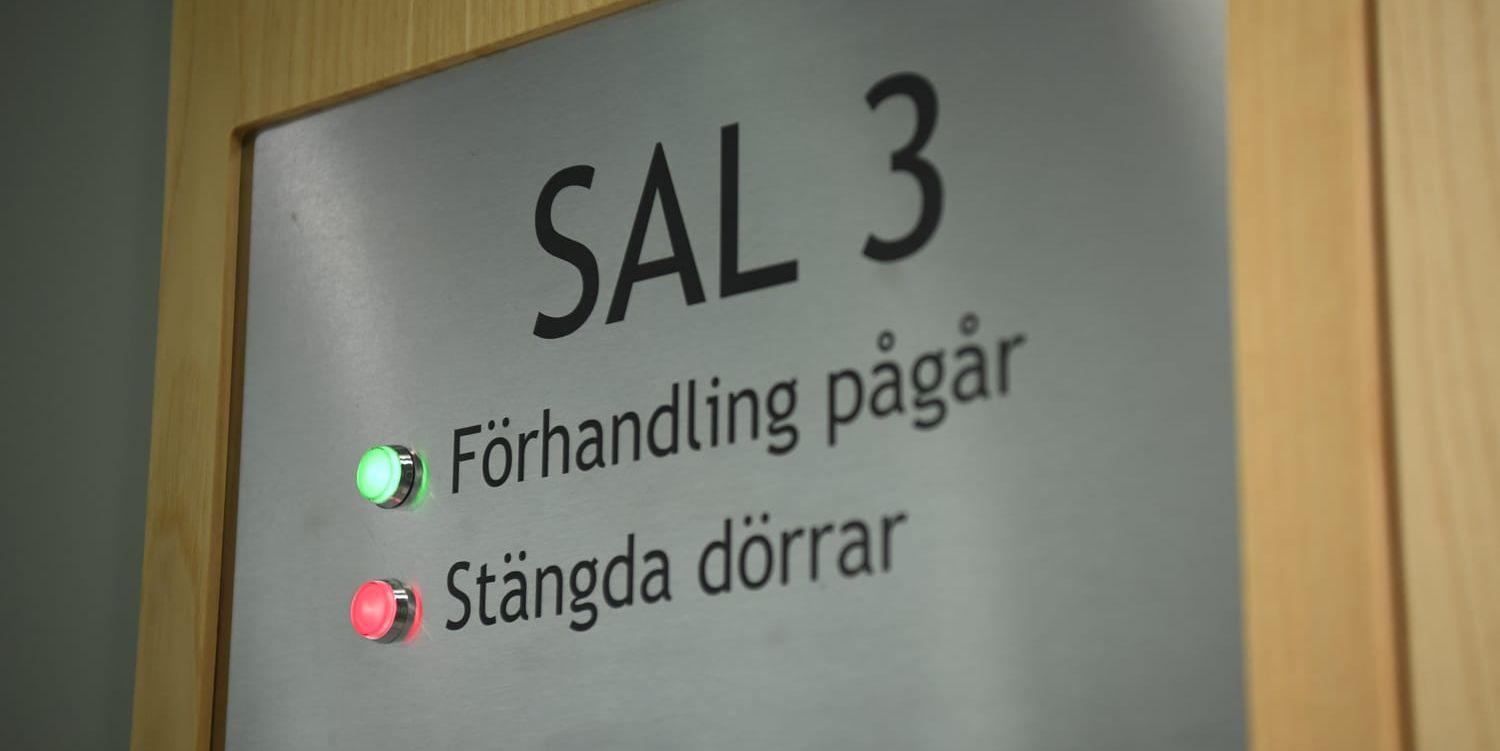 SAL 3
Förhandling pågår
Stängda dörrar